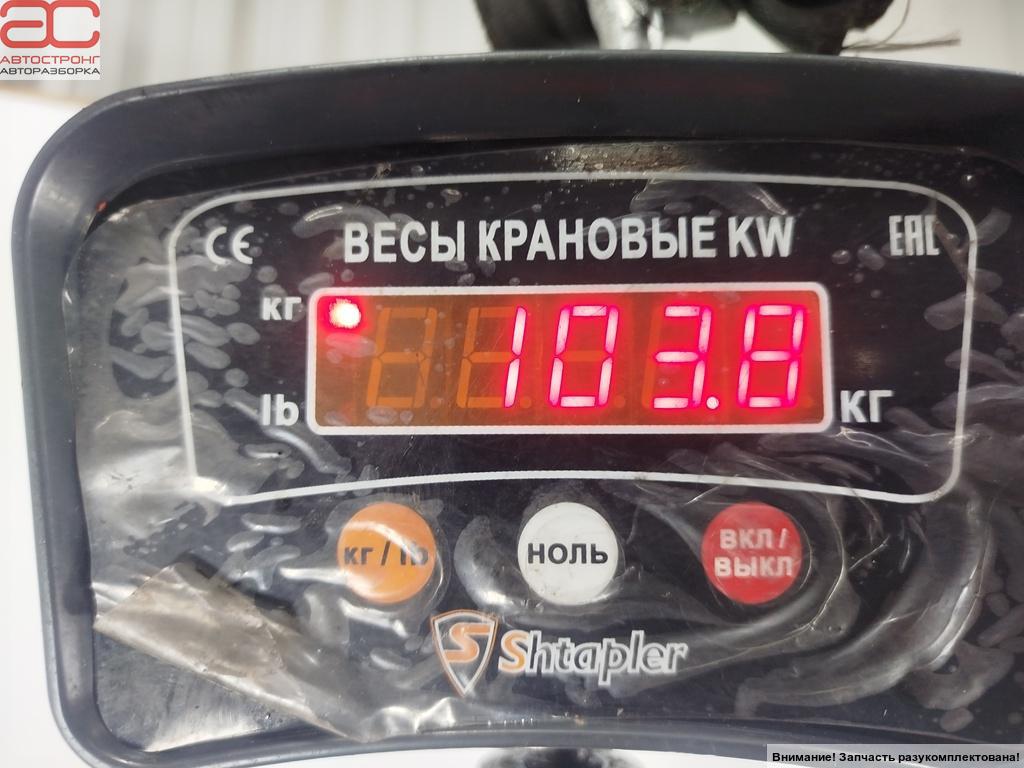 АС
АВТОСТРОНГ
АВТОРАЗБОРКА
CE
ВЕСЫ КРАНОВЫЕ KW
EAC
кг
103.8
lb
КГ
кг / lb
НОЛЬ
ВКЛ /
ВЫКЛ
S Shtapler
Внимание! Запчасть разукомплектована!